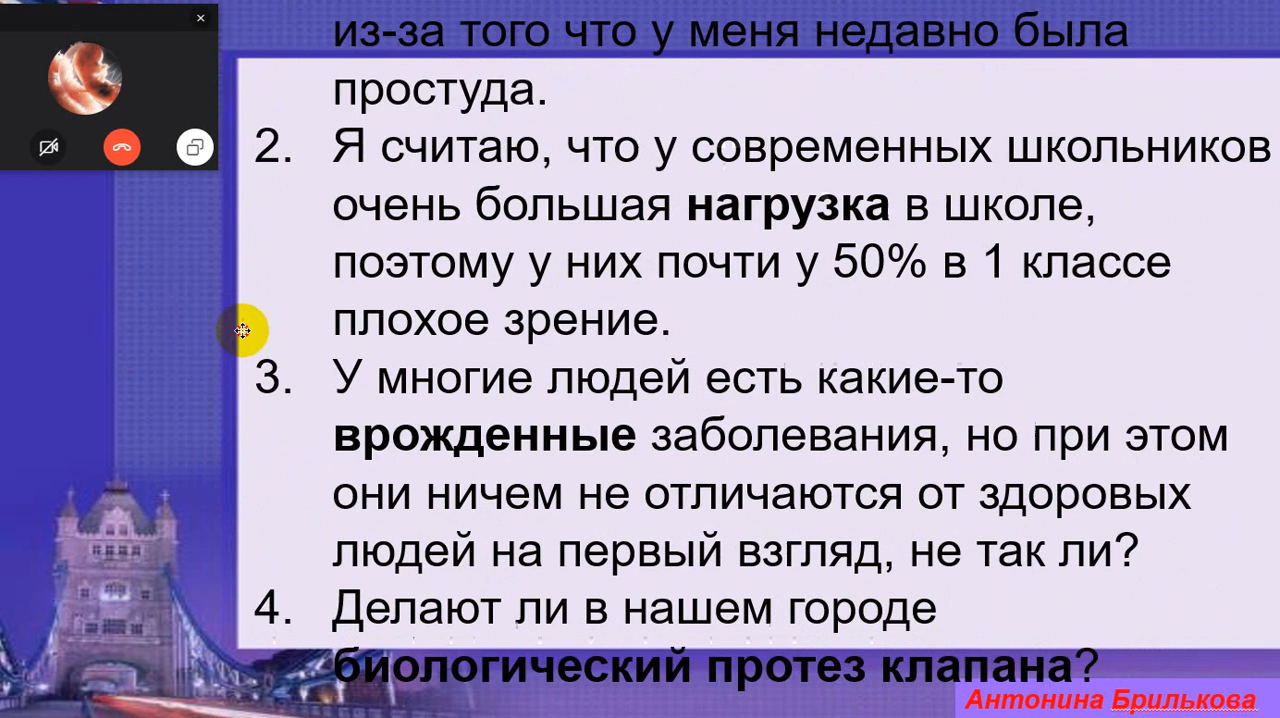 из-за того что у меня недавно была
простуда.
2. Я считаю, что у современных школьников
очень большая нагрузка в школе,
поэтому у них почти у 50% в 1 классе
плохое зрение.
3. У многие людей есть какие-то
врожденные заболевания, но при этом
они ничем не отличаются от здоровых
людей на первый взгляд, не так ли?
4. Делают ли в нашем городе
биологический протез клапана?
Антонина Брилькова